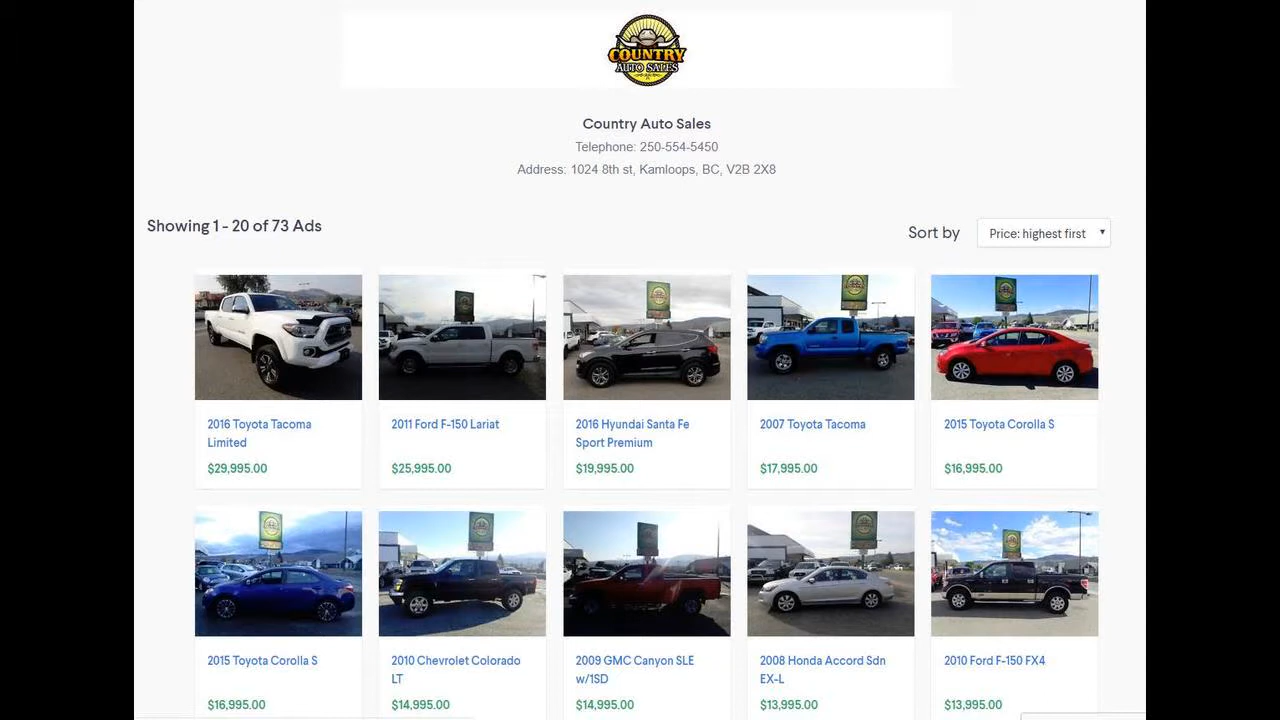 COUNTRY
AUTO SALES
Country Auto Sales
Telephone: 250-554-5450
Address: 1024 8th st, Kamloops, BC, V2B 2X8
Showing 1 - 20 of 73 Ads
Sort by
Price: highest first
2016 Toyota Tacoma
Limited
$29,995.00
2011 Ford F-150 Lariat
$25,995.00
2016 Hyundai Santa Fe
Sport Premium
$19,995.00
2007 Toyota Tacoma
$17,995.00
2015 Toyota Corolla S
$16,995.00
2015 Toyota Corolla S
$16,995.00
2010 Chevrolet Colorado
LT
$14,995.00
2009 GMC Canyon SLE
w/1SD
$14,995.00
2008 Honda Accord Sdn
EX-L
$13,995.00
2010 Ford F-150 FX4
$13,995.00